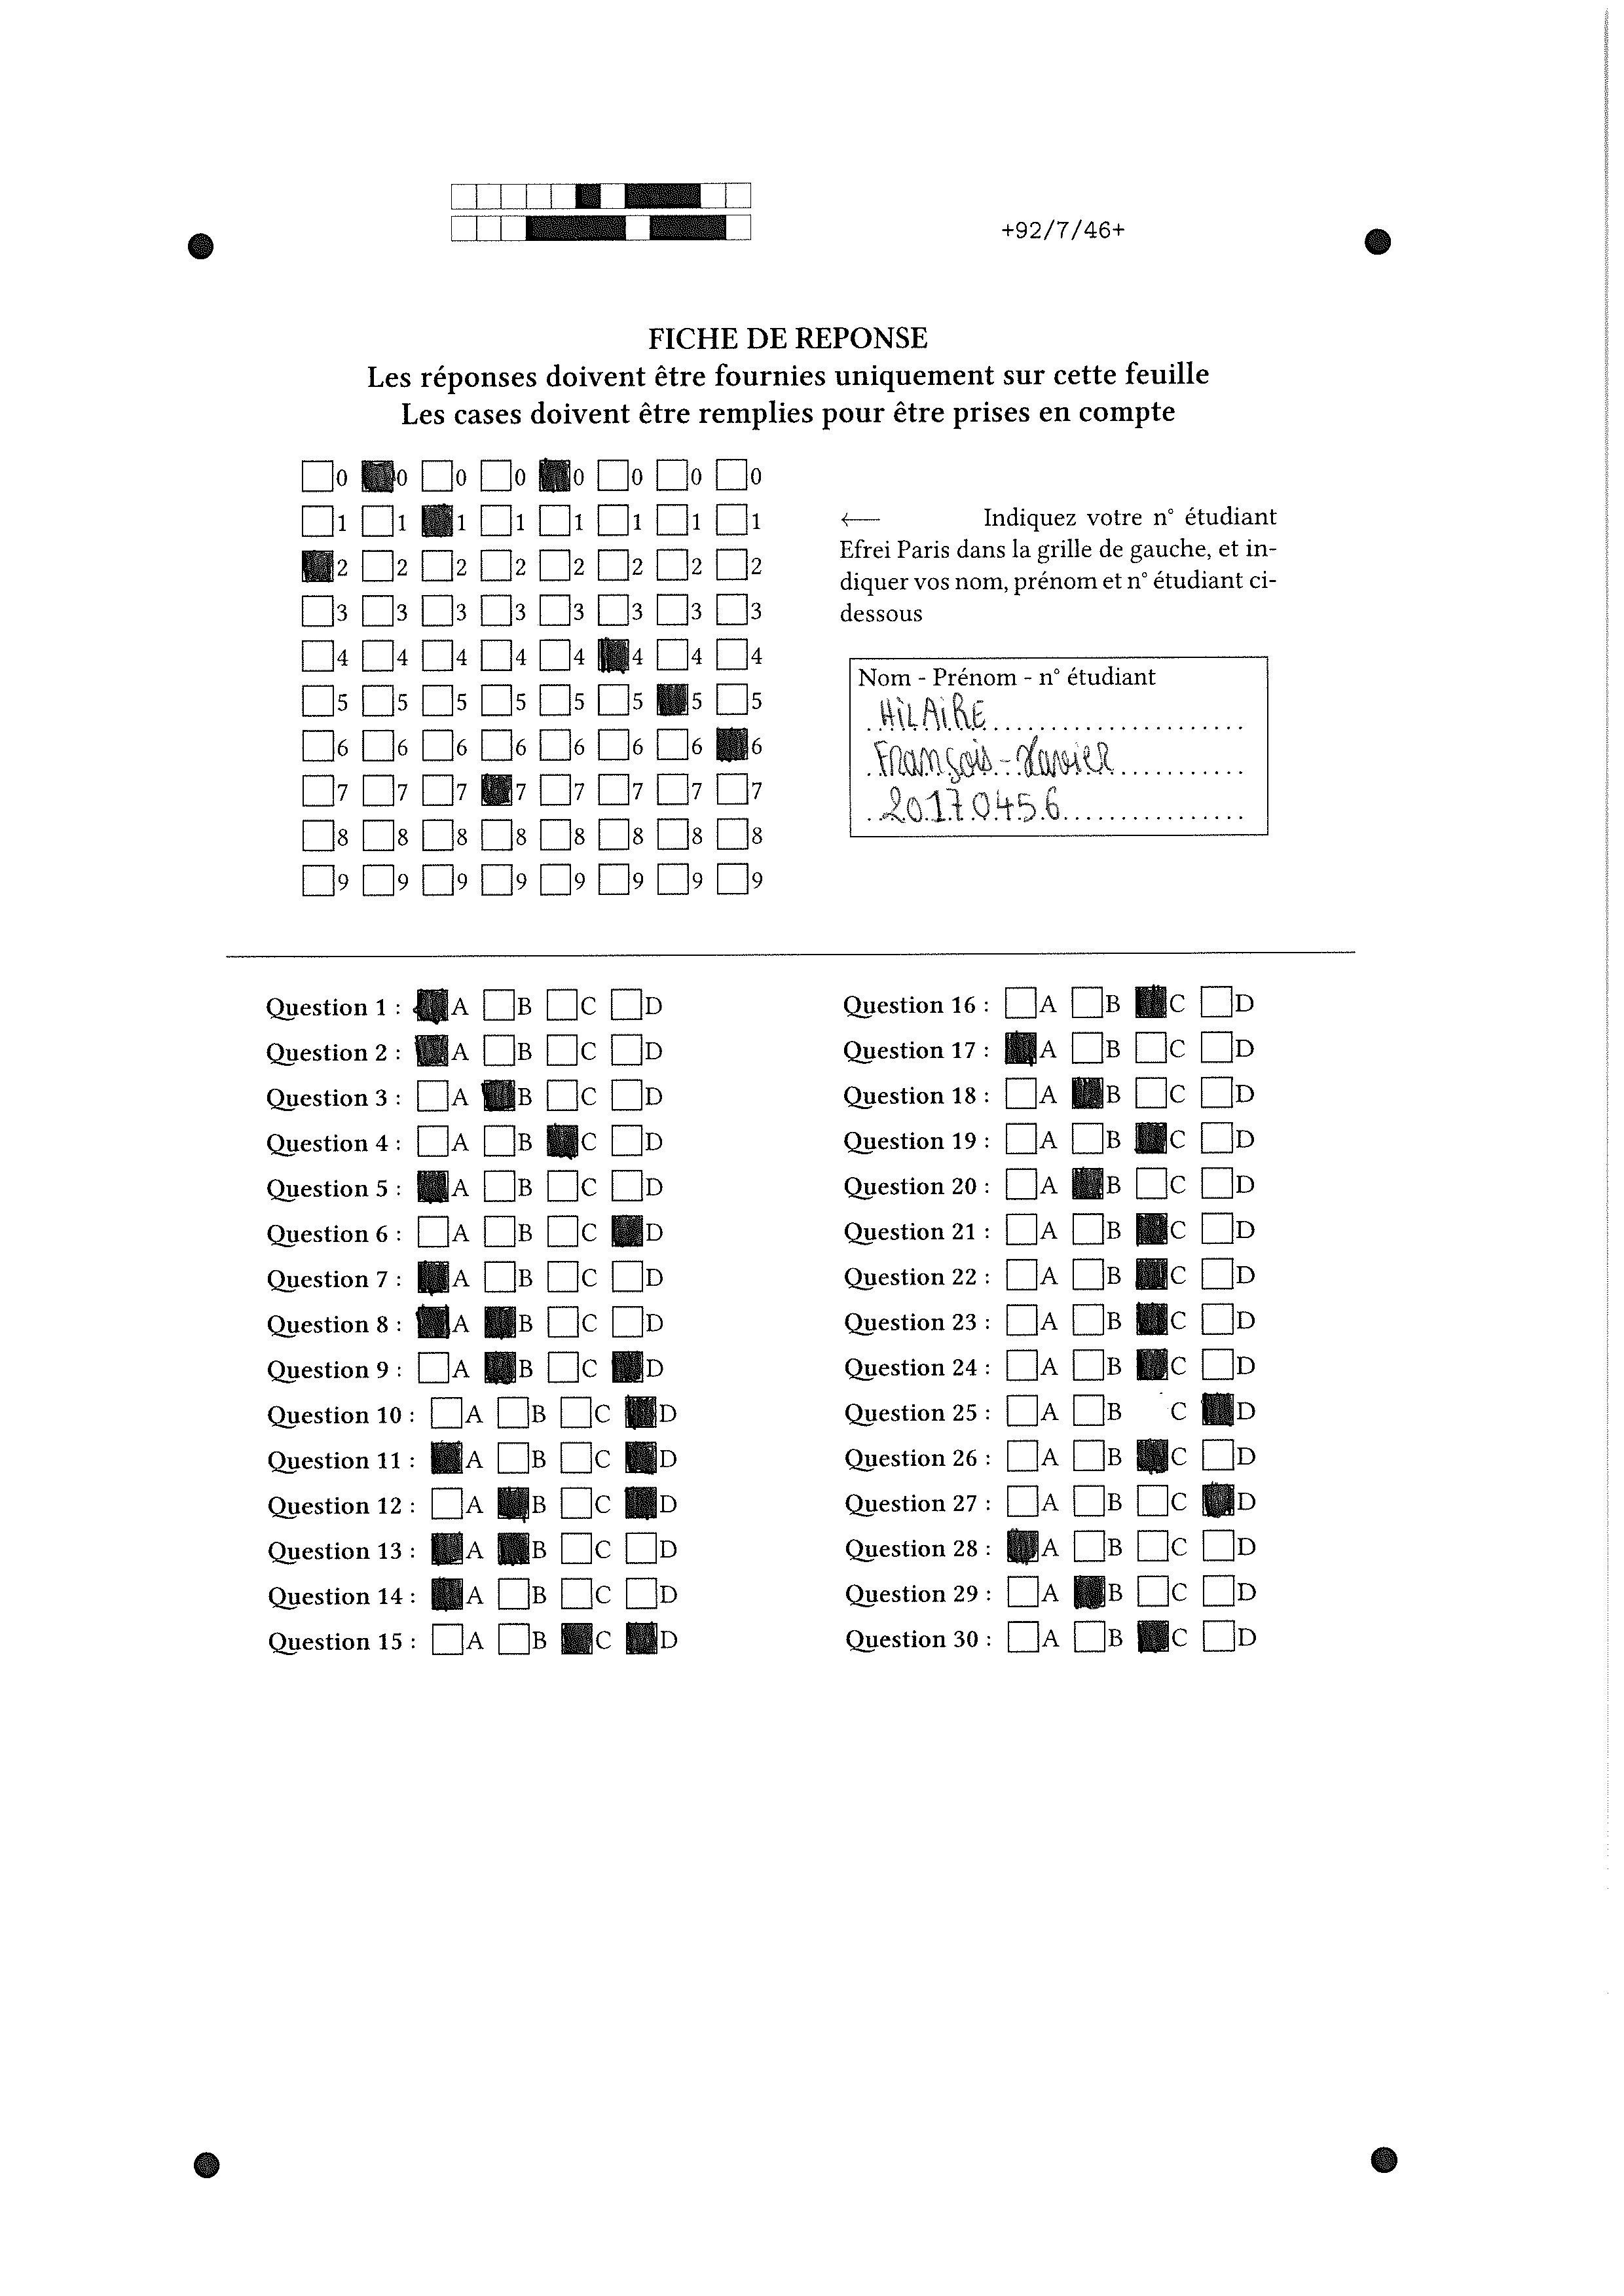 +92/7/46+
FICHE DE REPONSE
Les réponses doivent être fournies uniquement sur cette feuille
Les cases doivent être remplies pour être prises en compte
0 0 0 0 0 0 0 0
1 1 1 1 1 1 1 1
2 2 2 2 2 2 2 2
3 3 3 3 3 3 3 3
4 4 4 4 4 4 4 4
5 5 5 5 5 5 5 5
6 6 6 6 6 6 6 6
7 7 7 7 7 7 7 7
8 8 8 8 8 8 8 8
9 9 9 9 9 9 9 9
← Indiquez votre n° étudiant
Efrei Paris dans la grille de gauche, et in-
diquer vos nom, prénom et n° étudiant ci-
dessous
Nom - Prénom - n° étudiant
HiLAiRE
François-Xavier
20170456
Question 1 : A B C D
Question 2 : A B C D
Question 3 : A B C D
Question 4 : A B C D
Question 5 : A B C D
Question 6 : A B C D
Question 7 : A B C D
Question 8 : A B C D
Question 9 : A B C D
Question 10 : A B C D
Question 11 : A B C D
Question 12 : A B C D
Question 13 : A B C D
Question 14 : A B C D
Question 15 : A B C D
Question 16 : A B C D
Question 17 : A B C D
Question 18 : A B C D
Question 19 : A B C D
Question 20 : A B C D
Question 21 : A B C D
Question 22 : A B C D
Question 23 : A B C D
Question 24 : A B C D
Question 25 : A B C D
Question 26 : A B C D
Question 27 : A B C D
Question 28 : A B C D
Question 29 : A B C D
Question 30 : A B C D